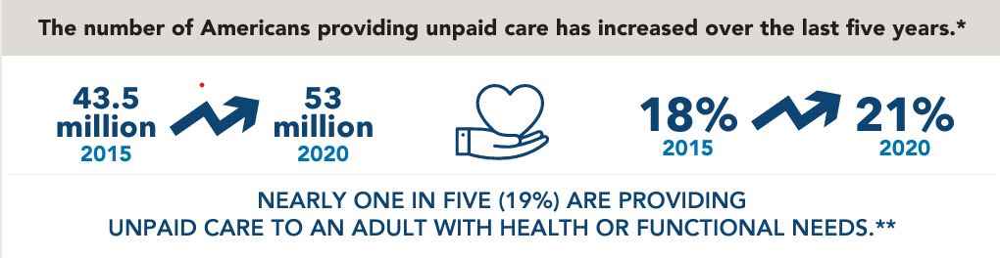 The number of Americans providing unpaid care has increased over the last five years.*
43.5
million
2015
53
million
2020
18%
2015
21%
2020
NEARLY ONE IN FIVE (19%) ARE PROVIDING
UNPAID CARE TO AN ADULT WITH HEALTH OR FUNCTIONAL NEEDS.**